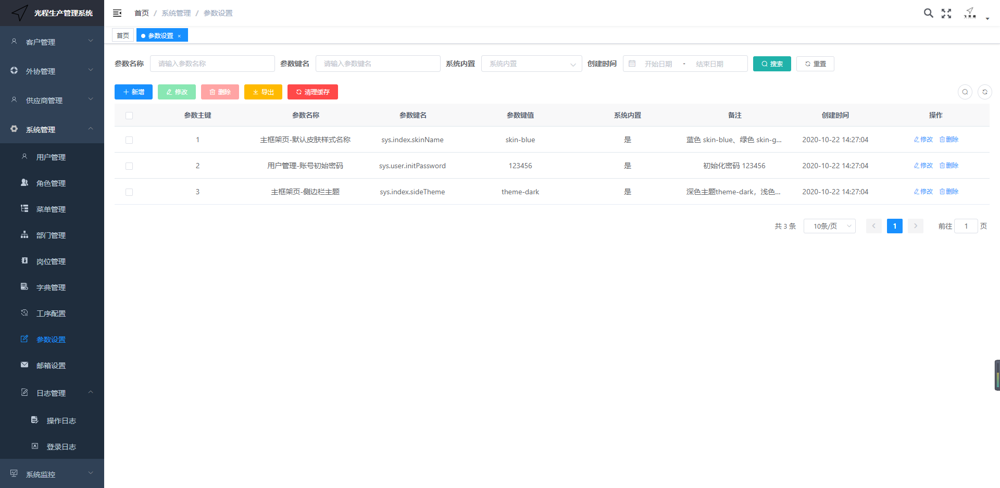 光程生产管理系统
客户管理
外协管理
供应商管理
系统管理
用户管理
角色管理
菜单管理
部门管理
岗位管理
字典管理
工序配置
参数设置
邮箱设置
日志管理
操作日志
登录日志
系统监控
首页 / 系统管理 / 参数设置
首页 参数设置 ×
参数名称 请输入参数名称 参数键名 请输入参数键名 系统内置 系统内置 创建时间 开始日期 - 结束日期 搜索 重置
新增 修改 删除 导出 清理缓存
参数主键 参数名称 参数键名 参数键值 系统内置 备注 创建时间 操作
1 主框架页-默认皮肤样式名称 sys.index.skinName skin-blue 是 蓝色 skin-blue、绿色 skin-g... 2020-10-22 14:27:04 修改 删除
2 用户管理-账号初始密码 sys.user.initPassword 123456 是 初始化密码 123456 2020-10-22 14:27:04 修改 删除
3 主框架页-侧边栏主题 sys.index.sideTheme theme-dark 是 深色主题theme-dark，浅色... 2020-10-22 14:27:04 修改 删除
共 3 条 10条/页 1 前往 1 页